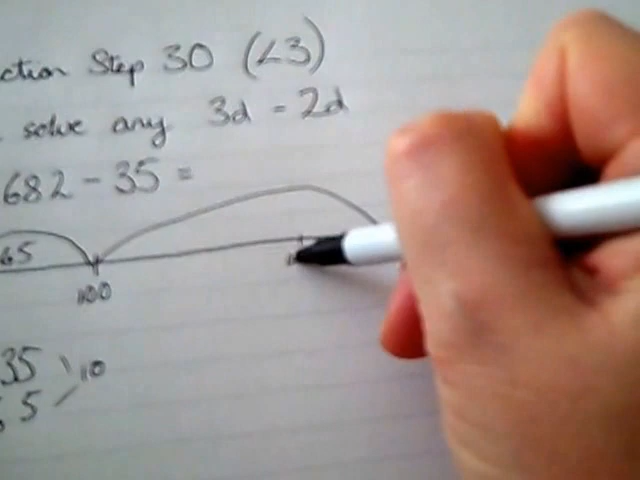 ction Step 30 (L3)
solve any 3d - 2d
682 - 35 =
65
100
35 10
5